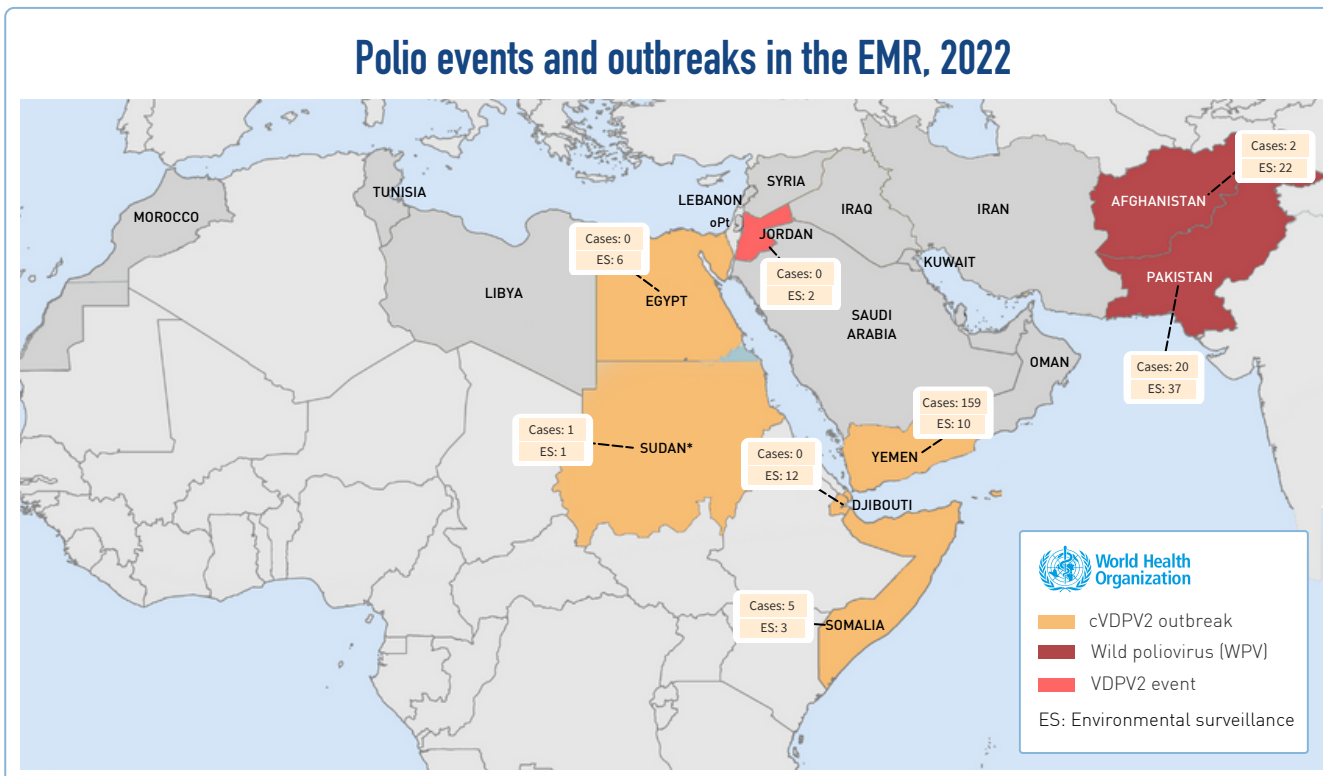 Polio events and outbreaks in the EMR, 2022
Cases: 2
ES: 22
TUNISIA
SYRIA
LEBANON
MOROCCO
AFGHANISTAN
IRAQ
IRAN
oPt
JORDAN
Cases: 0
ES: 6
KUWAIT
Cases: 0
ES: 2
PAKISTAN
LIBYA
EGYPT
SAUDI
ARABIA
OMAN
Cases: 20
ES: 37
Cases: 159
ES: 10
Cases: 1
ES: 1
SUDAN*
Cases: 0
ES: 12
YEMEN
DJIBOUTI
World Health
Organization
Cases: 5
ES: 3
SOMALIA
cVDPV2 outbreak
Wild poliovirus (WPV)
VDPV2 event
ES: Environmental surveillance